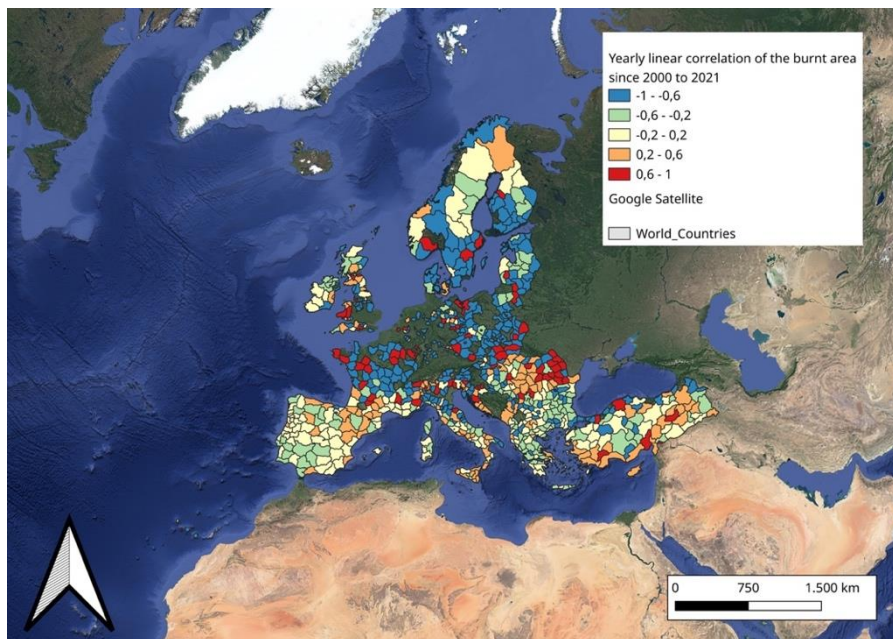 Yearly linear correlation of the burnt area
since 2000 to 2021
-1 - -0,6
-0,6 - -0,2
-0,2 - 0,2
0,2 - 0,6
0,6 - 1
Google Satellite
World_Countries
0 750 1.500 km